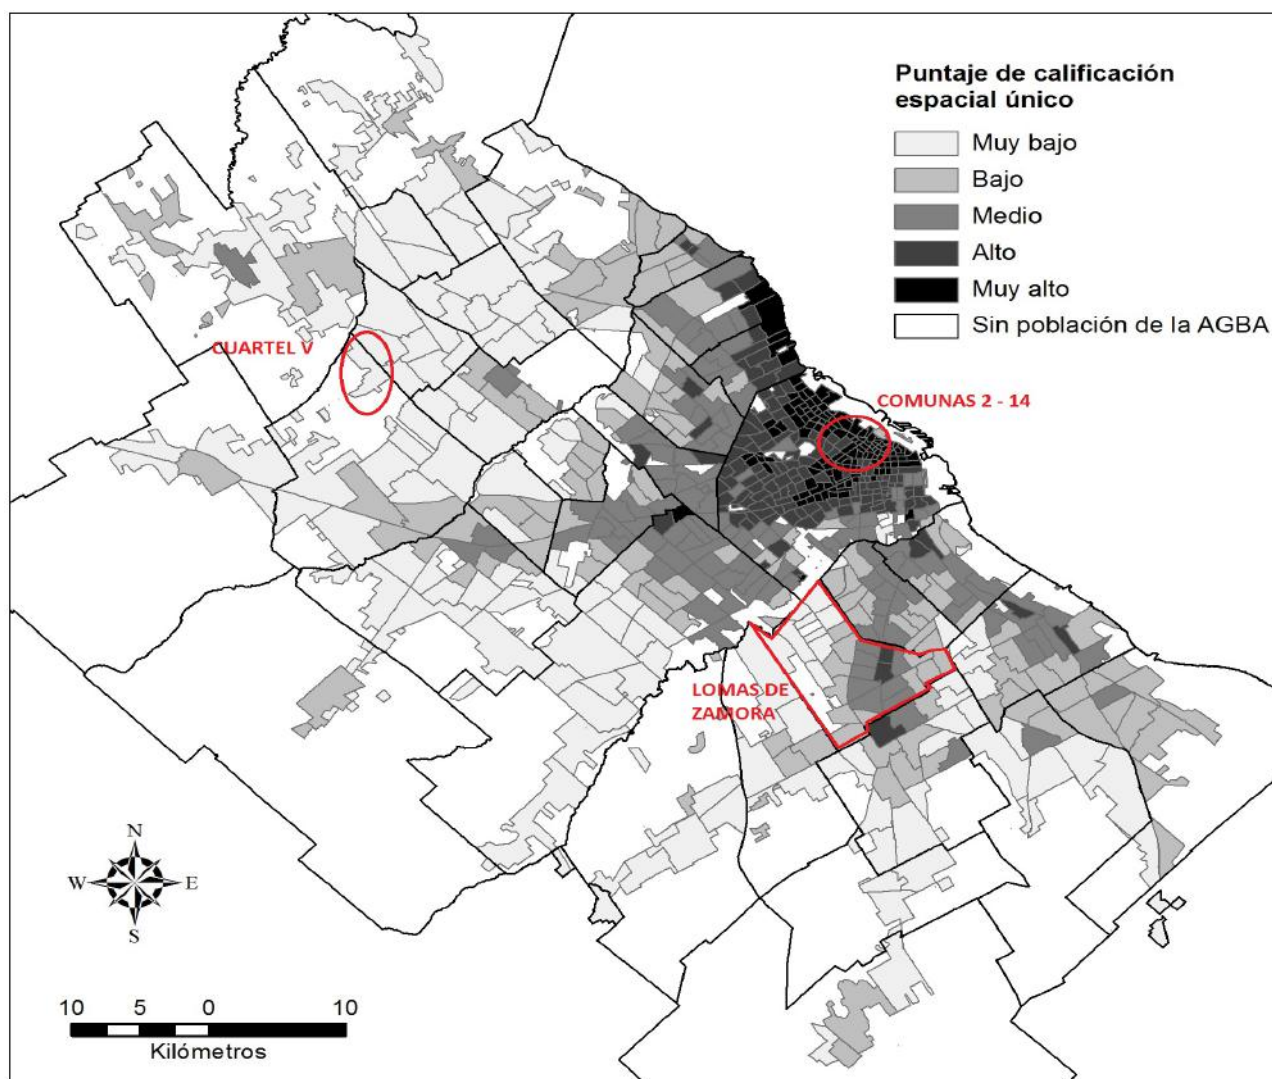 Puntaje de calificación
espacial único
Muy bajo
Bajo
Medio
Alto
Muy alto
Sin población de la AGBA
CUARTEL V
COMUNAS 2 - 14
LOMAS DE
ZAMORA
N
W E
S
10 5 0 10
Kilómetros